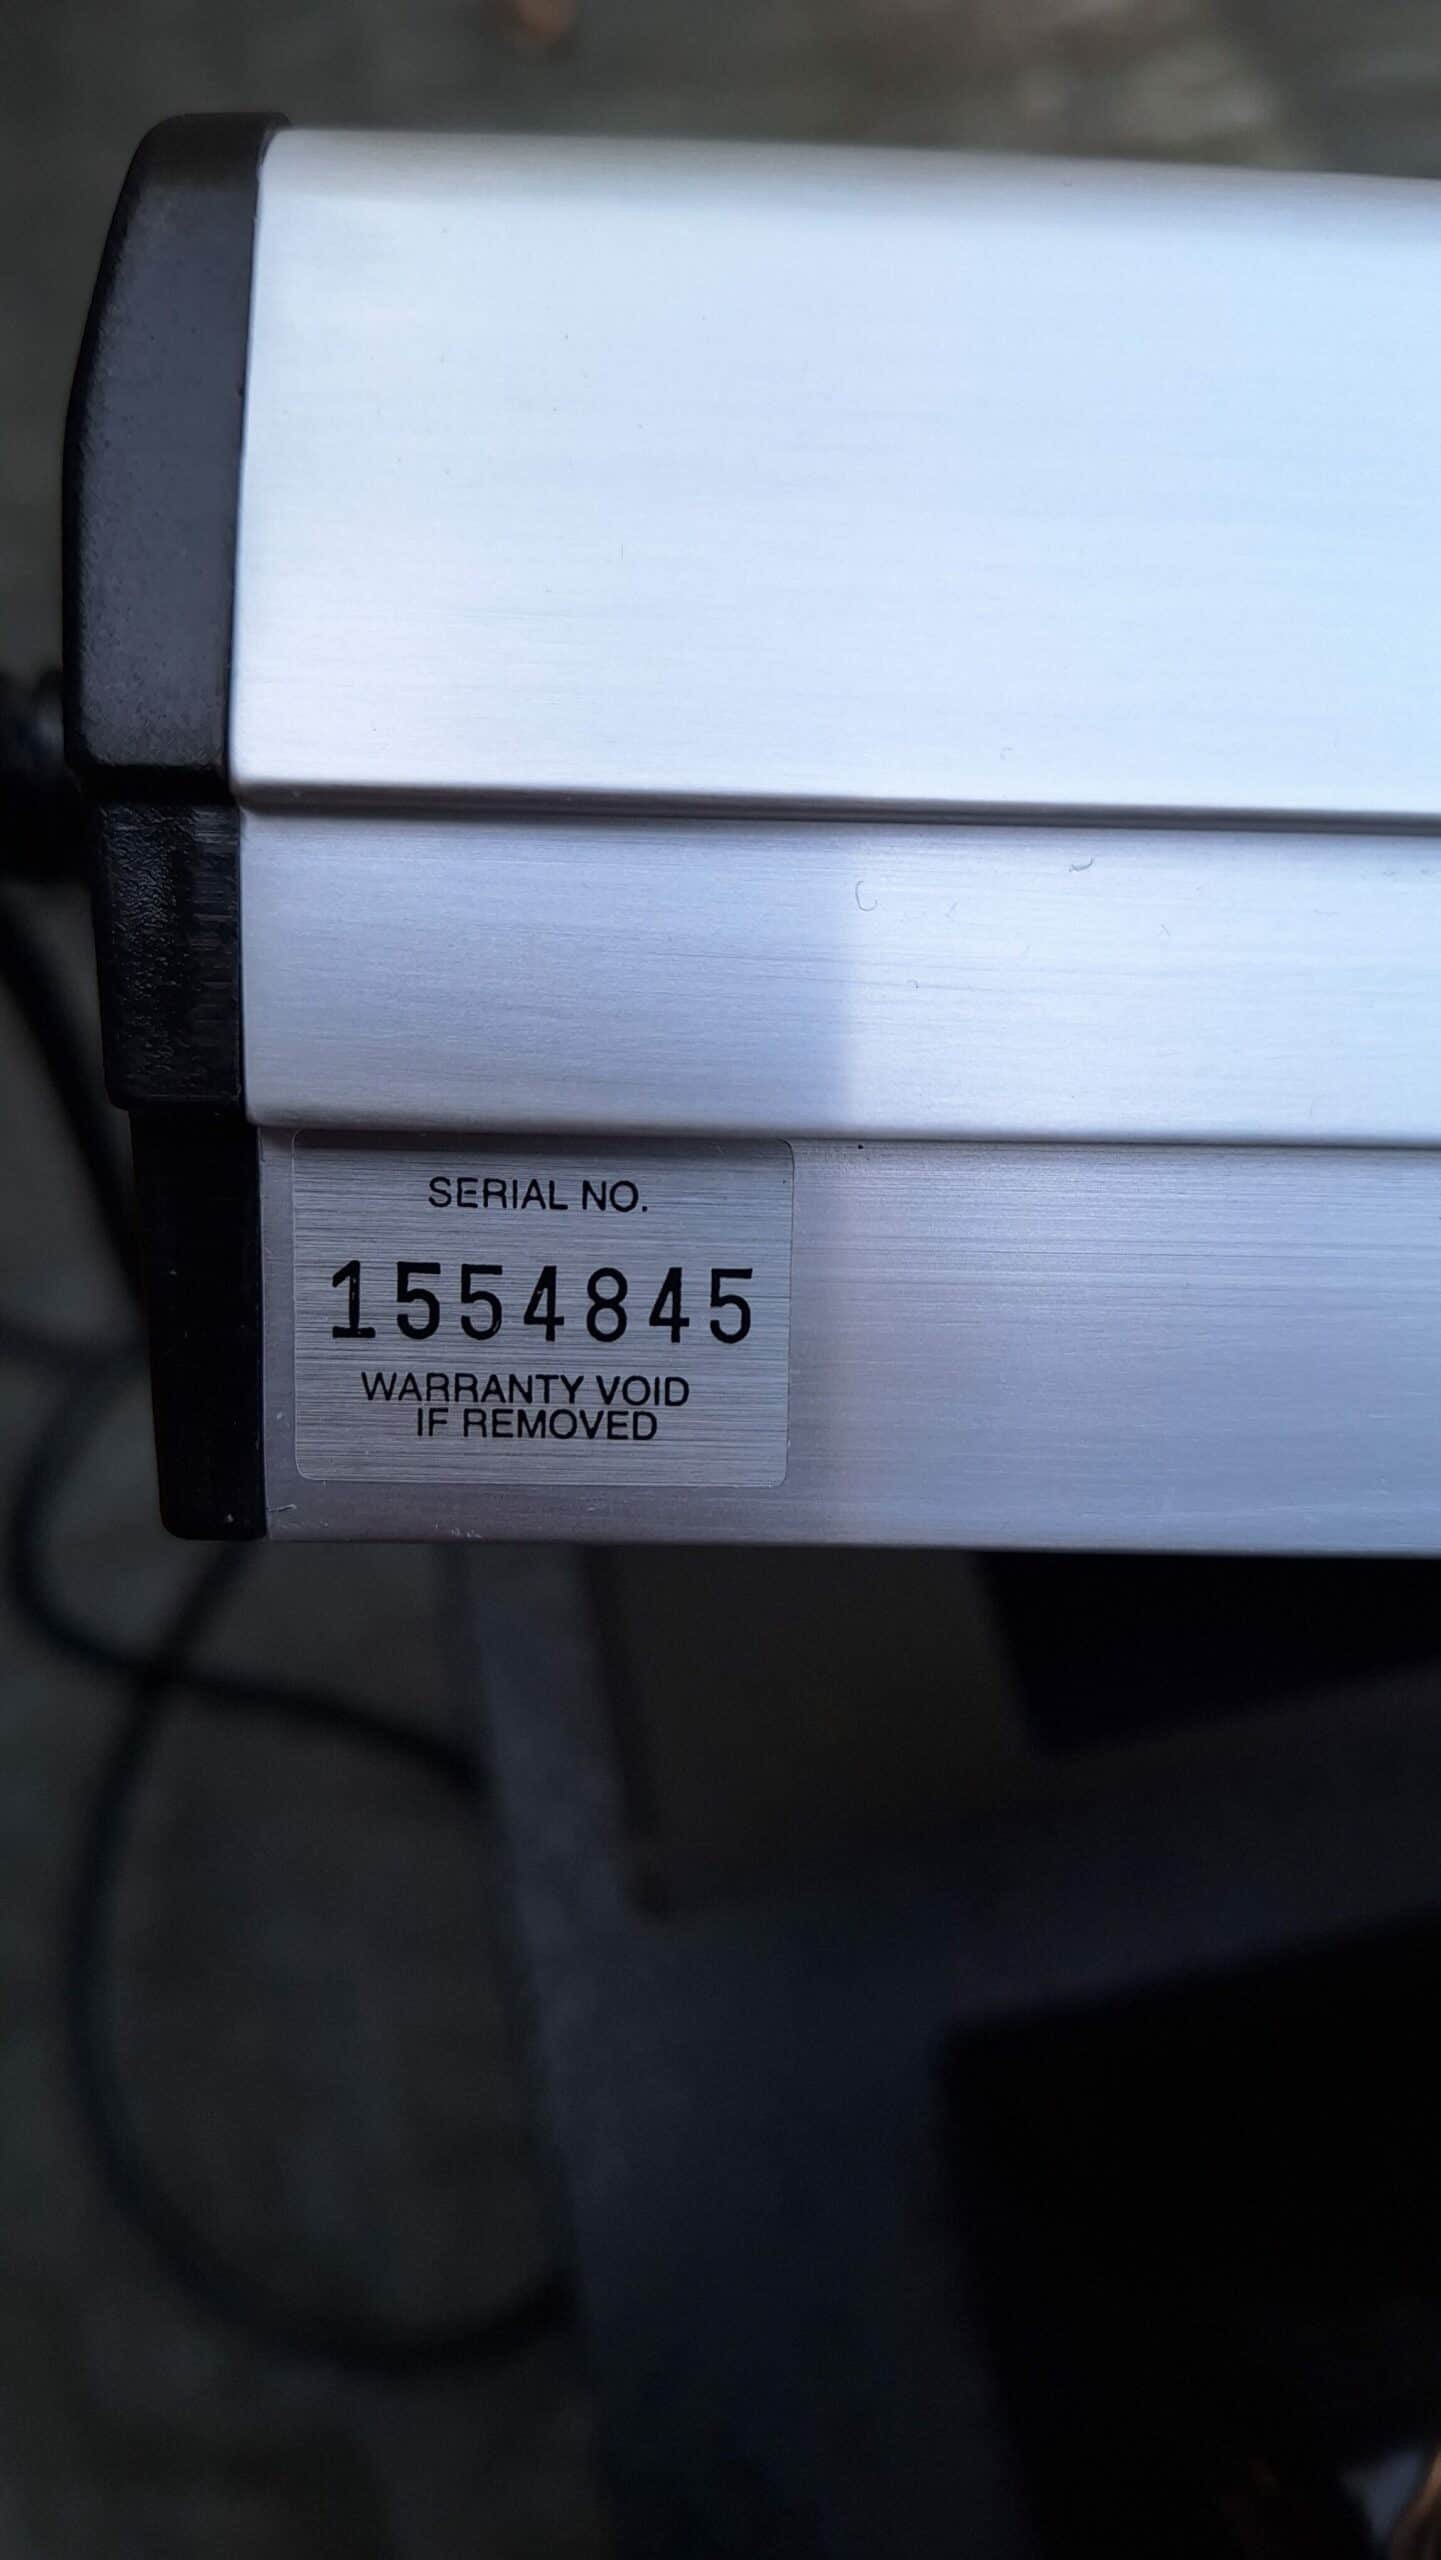 SERIAL NO.
1554845
WARRANTY VOID
IF REMOVED